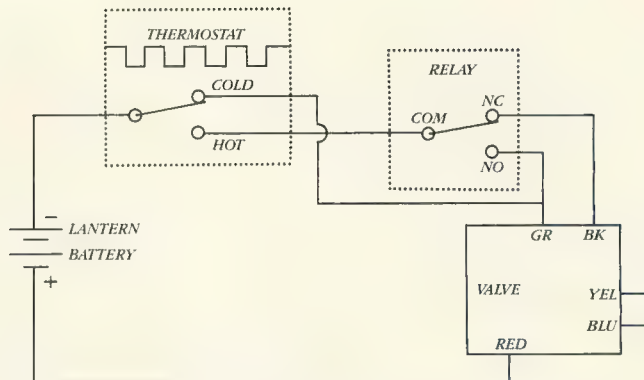 THERMOSTAT
COLD
HOT
RELAY
COM
NC
NO
−
LANTERN
BATTERY
+
GR BK
VALVE
YEL
BLU
RED